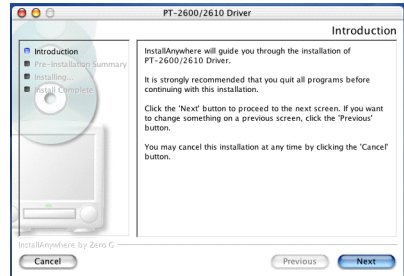 PT-2600/2610 Driver
Introduction
Introduction
Pre-Installation Summary
Installing...
Install Complete
InstallAnywhere will guide you through the installation of
PT-2600/2610 Driver.
It is strongly recommended that you quit all programs before
continuing with this installation.
Click the 'Next' button to proceed to the next screen. If you want
to change something on a previous screen, click the 'Previous'
button.
You may cancel this installation at any time by clicking the 'Cancel'
button.
InstallAnywhere by Zero G
Cancel
Previous
Next